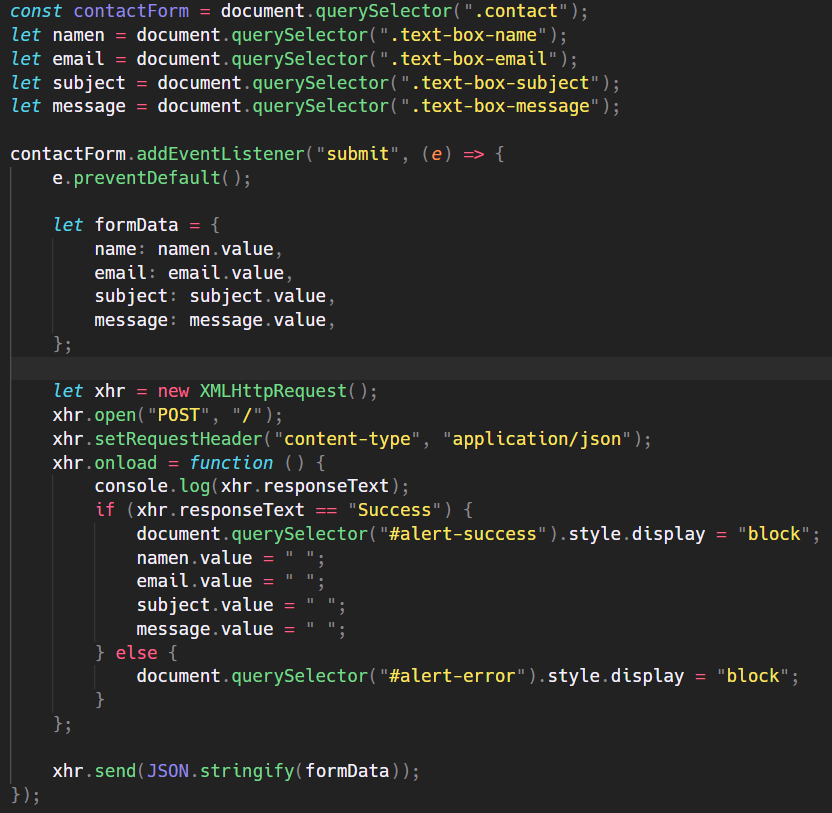 const contactForm = document.querySelector(".contact");
let namen = document.querySelector(".text-box-name");
let email = document.querySelector(".text-box-email");
let subject = document.querySelector(".text-box-subject");
let message = document.querySelector(".text-box-message");

contactForm.addEventListener("submit", (e) => {
    e.preventDefault();

    let formData = {
        name: namen.value,
        email: email.value,
        subject: subject.value,
        message: message.value,
    };

    let xhr = new XMLHttpRequest();
    xhr.open("POST", "/");
    xhr.setRequestHeader("content-type", "application/json");
    xhr.onload = function () {
        console.log(xhr.responseText);
        if (xhr.responseText == "Success") {
            document.querySelector("#alert-success").style.display = "block";
            namen.value = " ";
            email.value = " ";
            subject.value = " ";
            message.value = " ";
        } else {
            document.querySelector("#alert-error").style.display = "block";
        }
    };

    xhr.send(JSON.stringify(formData));
});